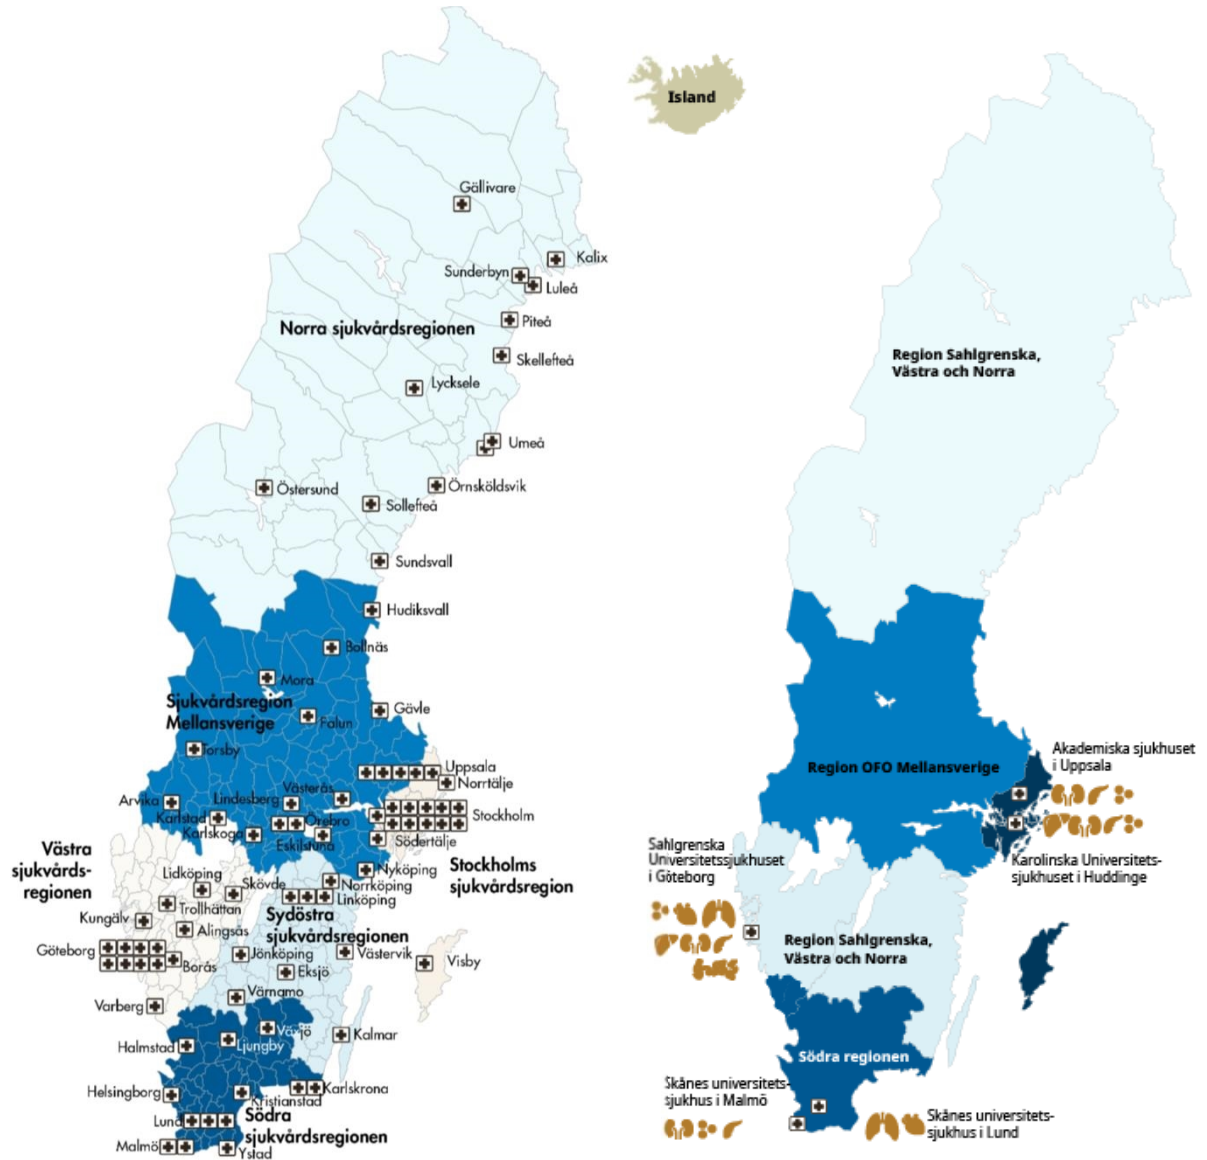 Gällivare
Kalix
Sunderbyn
Luleå
Piteå
Norra sjukvårdsregionen
Skellefteå
Lycksele
Umeå
Östersund
Örnsköldsvik
Sollefteå
Sundsvall
Hudiksvall
Bollnäs
Mora
Sjukvårdsregion
Mellansverige
Falun
Gävle
Torsby
Uppsala
Norrtälje
Västerås
Arvika
Lindesberg
Karlstad
Örebro
Stockholm
Karlskoga
Eskilstuna
Södertälje
Västra
sjukvårds-
regionen
Stockholms
sjukvårdsregion
Nyköping
Lidköping
Skövde
Norrköping
Linköping
Trollhättan
Kungälv
Alingsås
Sydöstra
sjukvårdsregionen
Göteborg
Borås
Jönköping
Västervik
Visby
Eksjö
Värnamo
Varberg
Växjö
Kalmar
Halmstad
Ljungby
Helsingborg
Karlskrona
Kristianstad
Lund
Södra
sjukvårdsregionen
Malmö
Ystad
Island
Region Sahlgrenska,
Västra och Norra
Region OFO Mellansverige
Akademiska sjukhuset
i Uppsala
Sahlgrenska
Universitetssjukhuset
i Göteborg
Karolinska Universitets-
sjukhuset i Huddinge
Region Sahlgrenska,
Västra och Norra
Södra regionen
Skånes universitets-
sjukhus i Malmö
Skånes universitets-
sjukhus i Lund